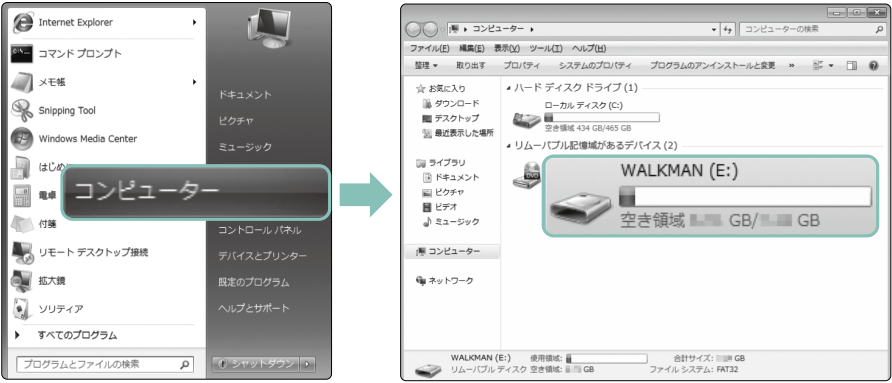 Internet Explorer
コマンド プロンプト
メモ帳
Snipping Tool
Windows Media Center
はじめに
電卓
付箋
リモート デスクトップ接続
拡大鏡
ソリティア
すべてのプログラム
プログラムとファイルの検索
ドキュメント
ピクチャ
ミュージック
コンピューター
コントロール パネル
デバイスとプリンター
既定のプログラム
ヘルプとサポート
シャットダウン
コンピューター
コンピューターの検索
ファイル(F) 編集(E) 表示(V) ツール(T) ヘルプ(H)
整理 取り出す プロパティ システムのプロパティ プログラムのアンインストールと変更 »
お気に入り
ダウンロード
デスクトップ
最近表示した場所
ライブラリ
ドキュメント
ピクチャ
ビデオ
ミュージック
コンピューター
ネットワーク
ハード ディスク ドライブ (1)
ローカル ディスク (C:)
空き領域 434 GB/465 GB
リムーバブル記憶域があるデバイス (2)
DVD
WALKMAN (E:)
空き領域 GB/ GB
WALKMAN (E:) 使用領域: 合計サイズ: GB
リムーバブル ディスク 空き領域: GB ファイル システム: FAT32